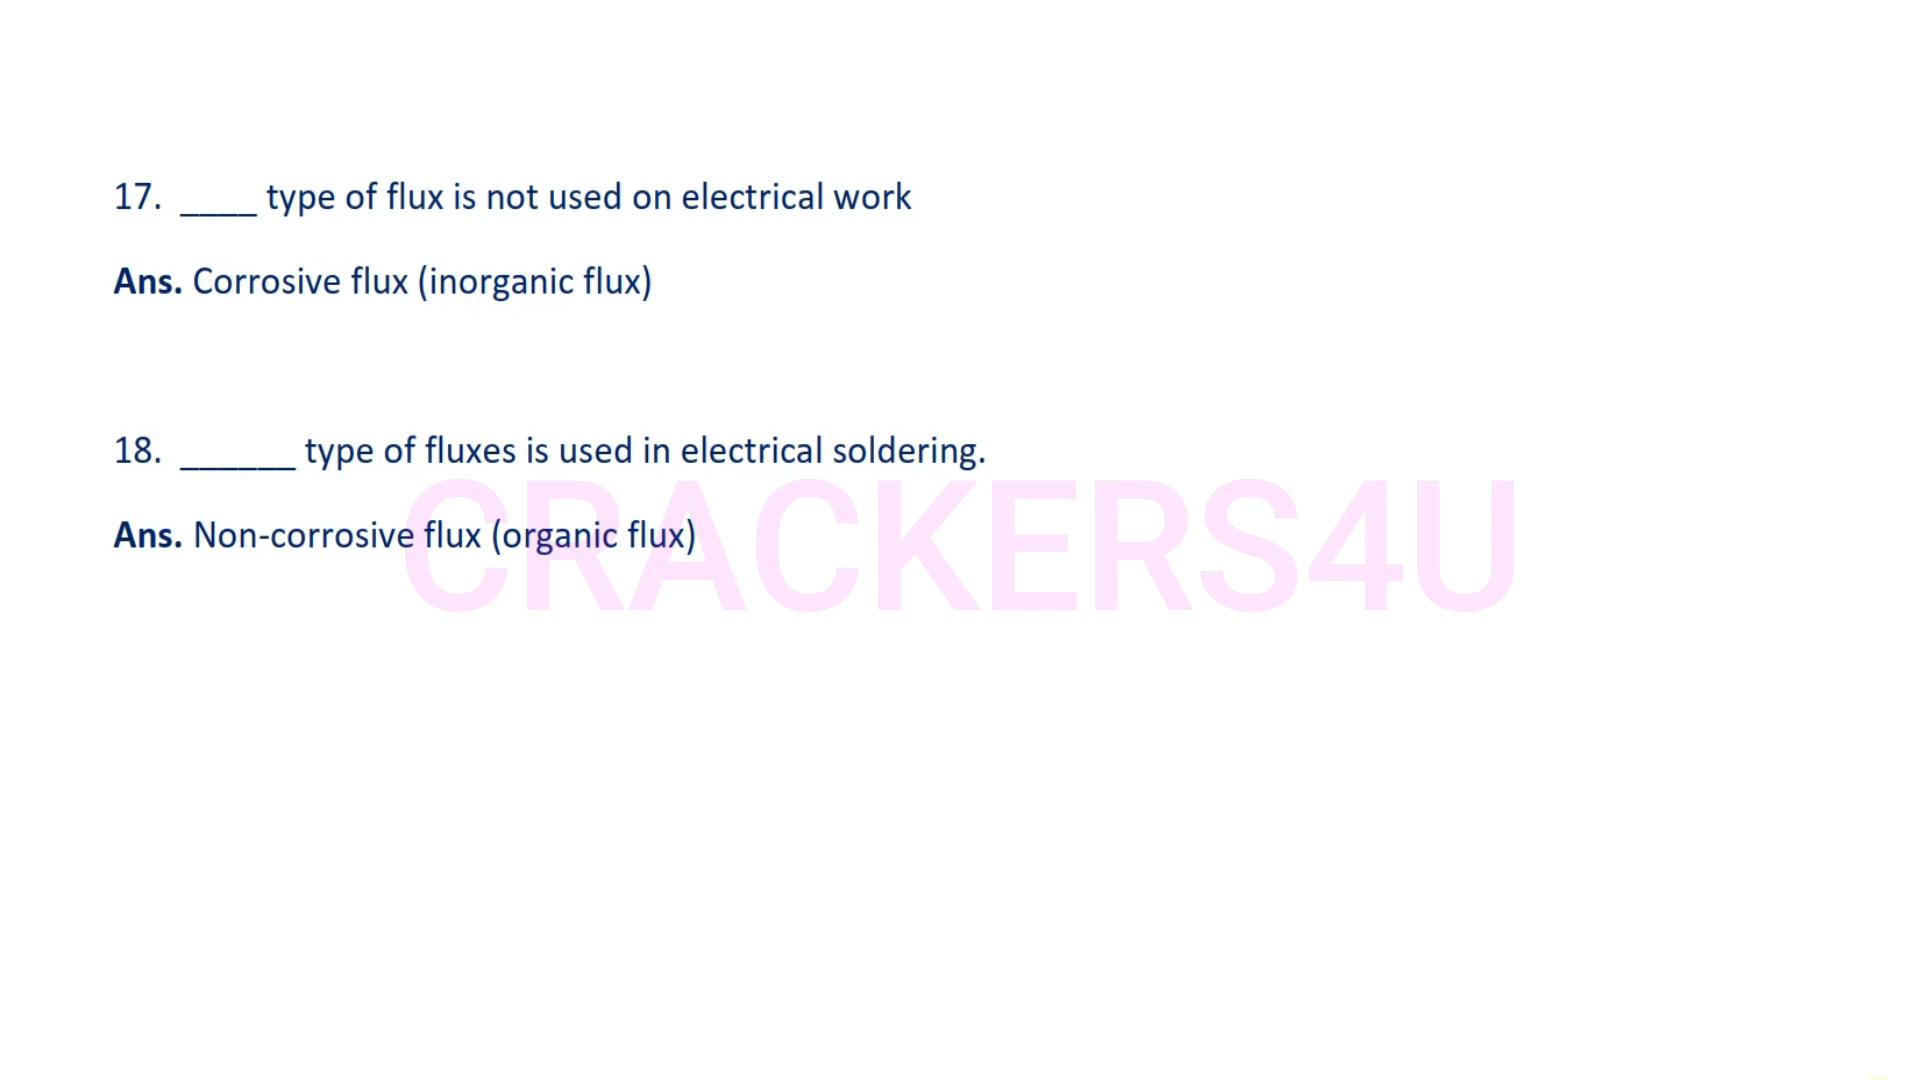 17. ____ type of flux is not used on electrical work
Ans. Corrosive flux (inorganic flux)
18. ______ type of fluxes is used in electrical soldering.
Ans. Non-corrosive flux (organic flux)
CRACKERS4U